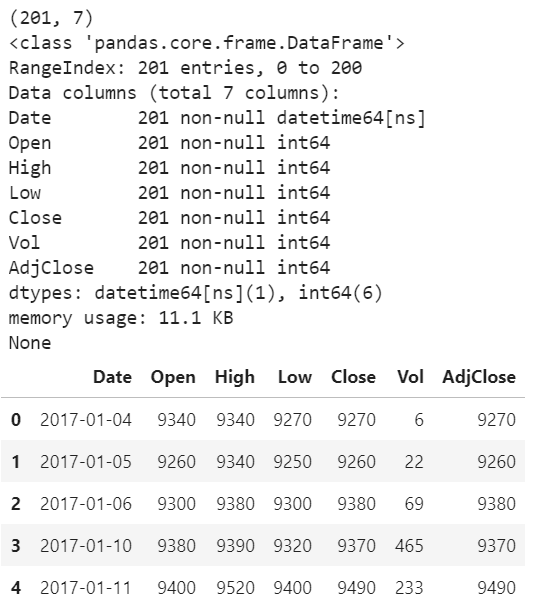 (201, 7)
<class 'pandas.core.frame.DataFrame'>
RangeIndex: 201 entries, 0 to 200
Data columns (total 7 columns):
Date        201 non-null datetime64[ns]
Open        201 non-null int64
High        201 non-null int64
Low         201 non-null int64
Close       201 non-null int64
Vol         201 non-null int64
AdjClose    201 non-null int64
dtypes: datetime64[ns](1), int64(6)
memory usage: 11.1 KB
None
Date Open High Low Close Vol AdjClose
0 2017-01-04 9340 9340 9270 9270 6 9270
1 2017-01-05 9260 9340 9250 9260 22 9260
2 2017-01-06 9300 9380 9300 9380 69 9380
3 2017-01-10 9380 9390 9320 9370 465 9370
4 2017-01-11 9400 9520 9400 9490 233 9490